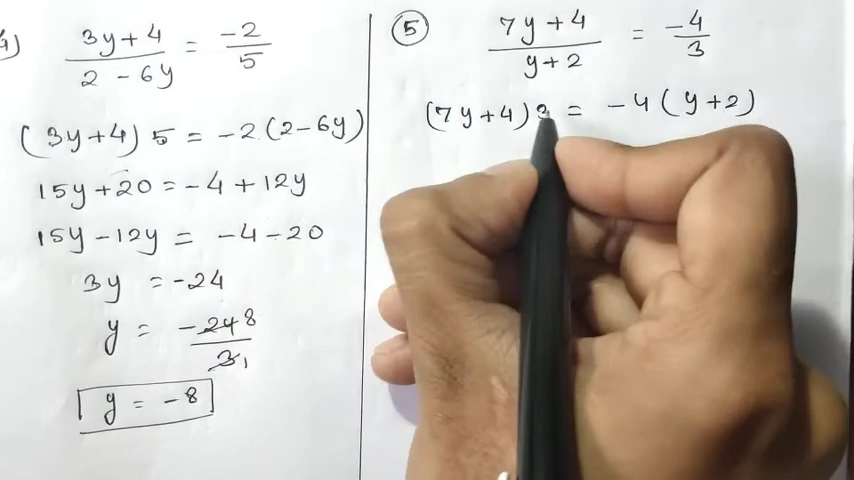 4) (3y+4)/(2-6y) = -2/5
(3y+4) 5 = -2(2-6y)
15y+20 = -4+12y
15y-12y = -4-20
3y = -24
y = -24 8/3 1
y = -8
5 (7y+4)/(y+2) = -4/3
(7y+4) 3 = -4(y+2)